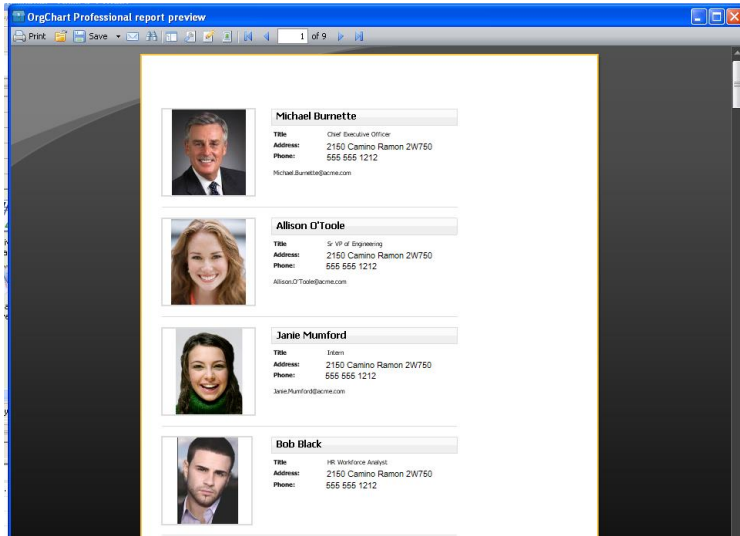 OrgChart Professional report preview
Print Save 1 of 9
Michael Burnette
Title Chief Executive Officer
Address: 2150 Camino Ramon 2W750
Phone: 555 555 1212
Michael.Burnette@acme.com
Allison O'Toole
Title Sr VP of Engineering
Address: 2150 Camino Ramon 2W750
Phone: 555 555 1212
Allison.O'Toole@acme.com
Janie Mumford
Title Intern
Address: 2150 Camino Ramon 2W750
Phone: 555 555 1212
Janie.Mumford@acme.com
Bob Black
Title HR Workforce Analyst
Address: 2150 Camino Ramon 2W750
Phone: 555 555 1212